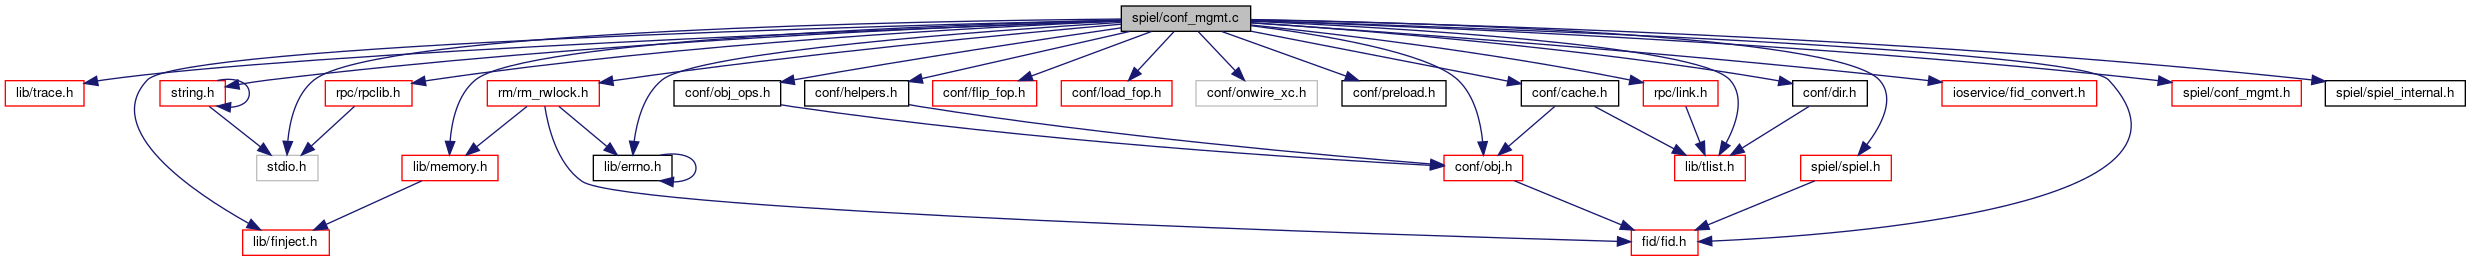 spiel/conf_mgmt.c
lib/trace.h
string.h
rpc/rpclib.h
rm/rm_rwlock.h
conf/obj_ops.h
conf/helpers.h
conf/flip_fop.h
conf/load_fop.h
conf/onwire_xc.h
conf/preload.h
conf/cache.h
rpc/link.h
conf/dir.h
ioservice/fid_convert.h
spiel/conf_mgmt.h
spiel/spiel_internal.h
stdio.h
lib/memory.h
lib/errno.h
conf/obj.h
lib/tlist.h
spiel/spiel.h
lib/finject.h
fid/fid.h